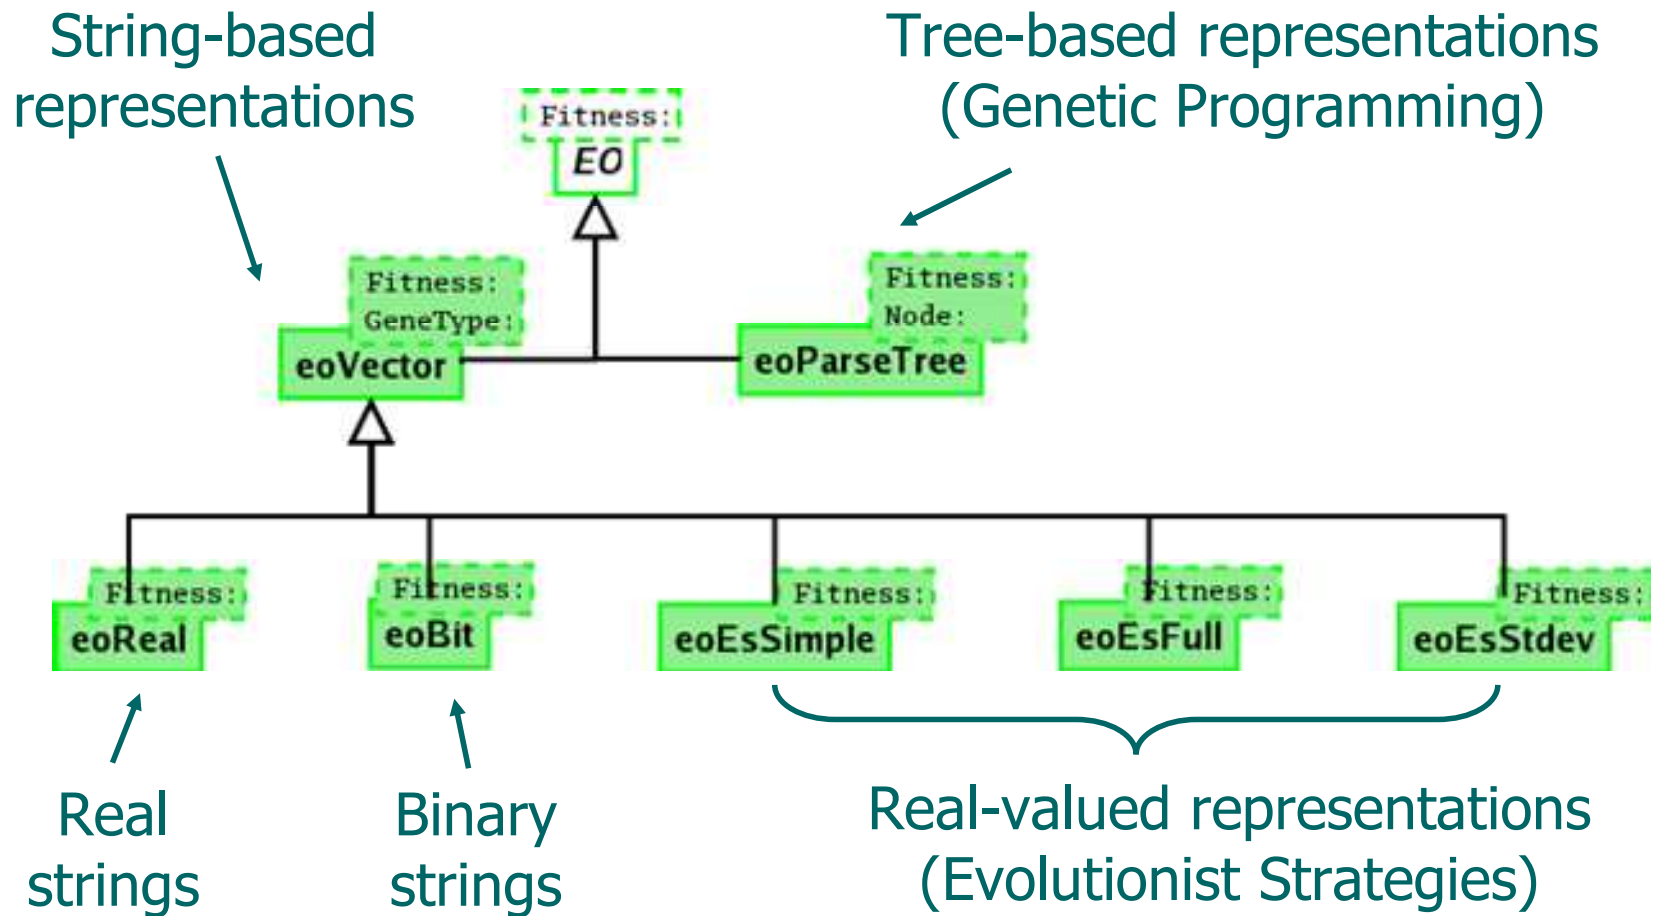 String-based
representations
Tree-based representations
(Genetic Programming)
Fitness:
EO
Fitness:
GeneType:
eoVector
Fitness:
Node:
eoParseTree
Fitness:
eoReal
Fitness:
eoBit
Fitness:
eoEsSimple
Fitness:
eoEsFull
Fitness:
eoEsStdev
Real
strings
Binary
strings
Real-valued representations
(Evolutionist Strategies)